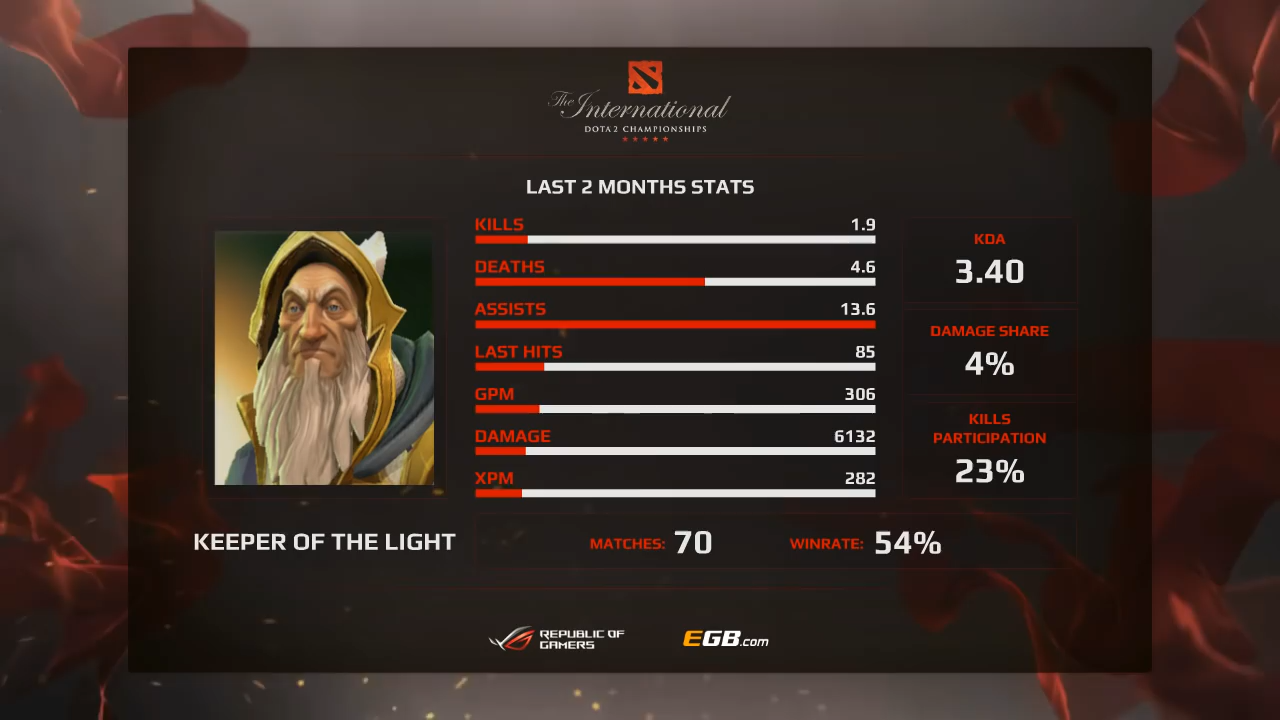 The International
DOTA 2 CHAMPIONSHIPS
LAST 2 MONTHS STATS
KILLS 1.9
DEATHS 4.6
ASSISTS 13.6
LAST HITS 85
GPM 306
DAMAGE 6132
XPM 282
KDA
3.40
DAMAGE SHARE
4%
KILLS
PARTICIPATION
23%
KEEPER OF THE LIGHT
MATCHES: 70 WINRATE: 54%
REPUBLIC OF
GAMERS
EGB.com